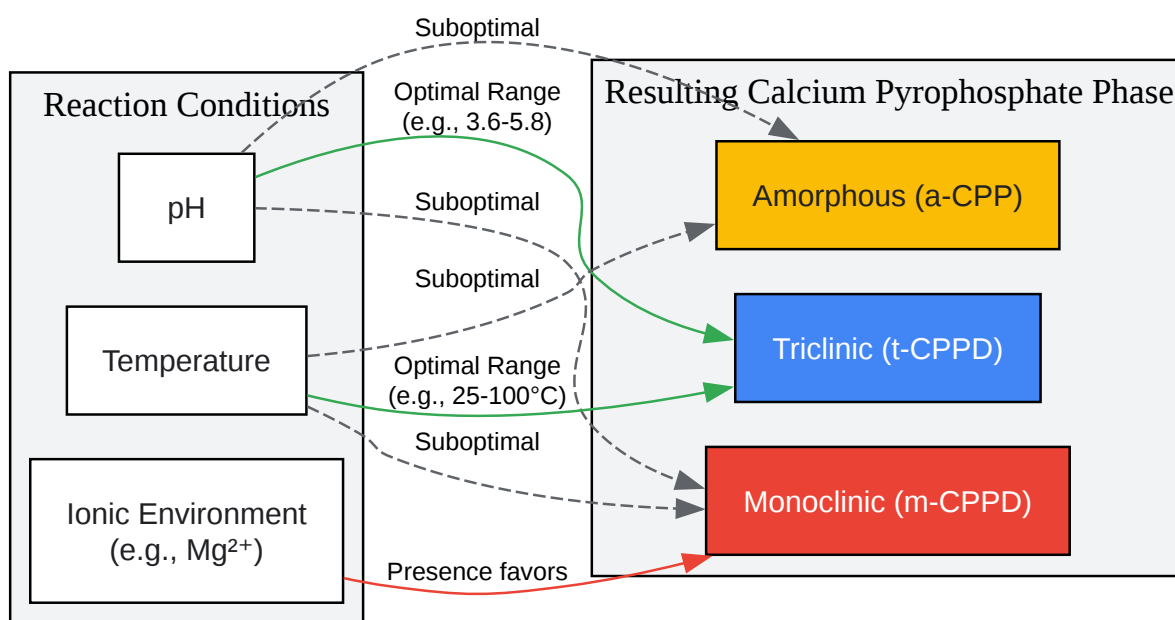 Suboptimal
Reaction Conditions
Resulting Calcium Pyrophosphate Phase
Optimal Range
(e.g., 3.6-5.8)
pH
Amorphous (a-CPP)
Suboptimal
Suboptimal
Temperature
Triclinic (t-CPPD)
Optimal Range
(e.g., 25-100°C)
Suboptimal
Ionic Environment
(e.g., Mg²⁺)
Monoclinic (m-CPPD)
Presence favors